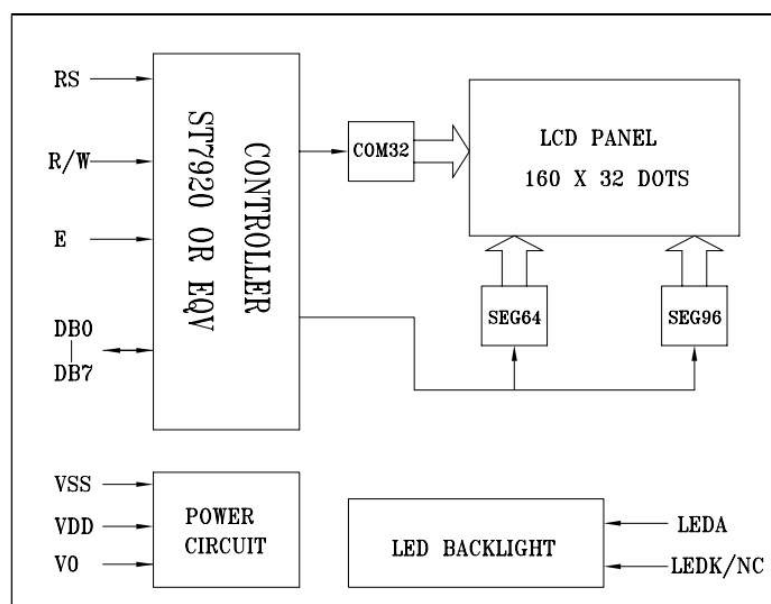 RS
R/W
E
DB0
DB7
CONTROLLER
ST7920 OR EQV
COM32
LCD PANEL
160 X 32 DOTS
SEG64
SEG96
VSS
VDD
V0
POWER
CIRCUIT
LED BACKLIGHT
LEDA
LEDK/NC